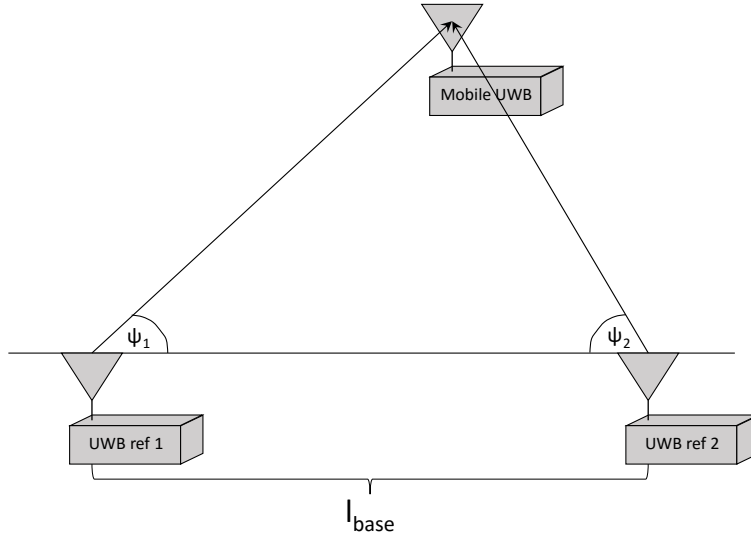 Mobile UWB
ψ1
ψ2
UWB ref 1
UWB ref 2
lbase